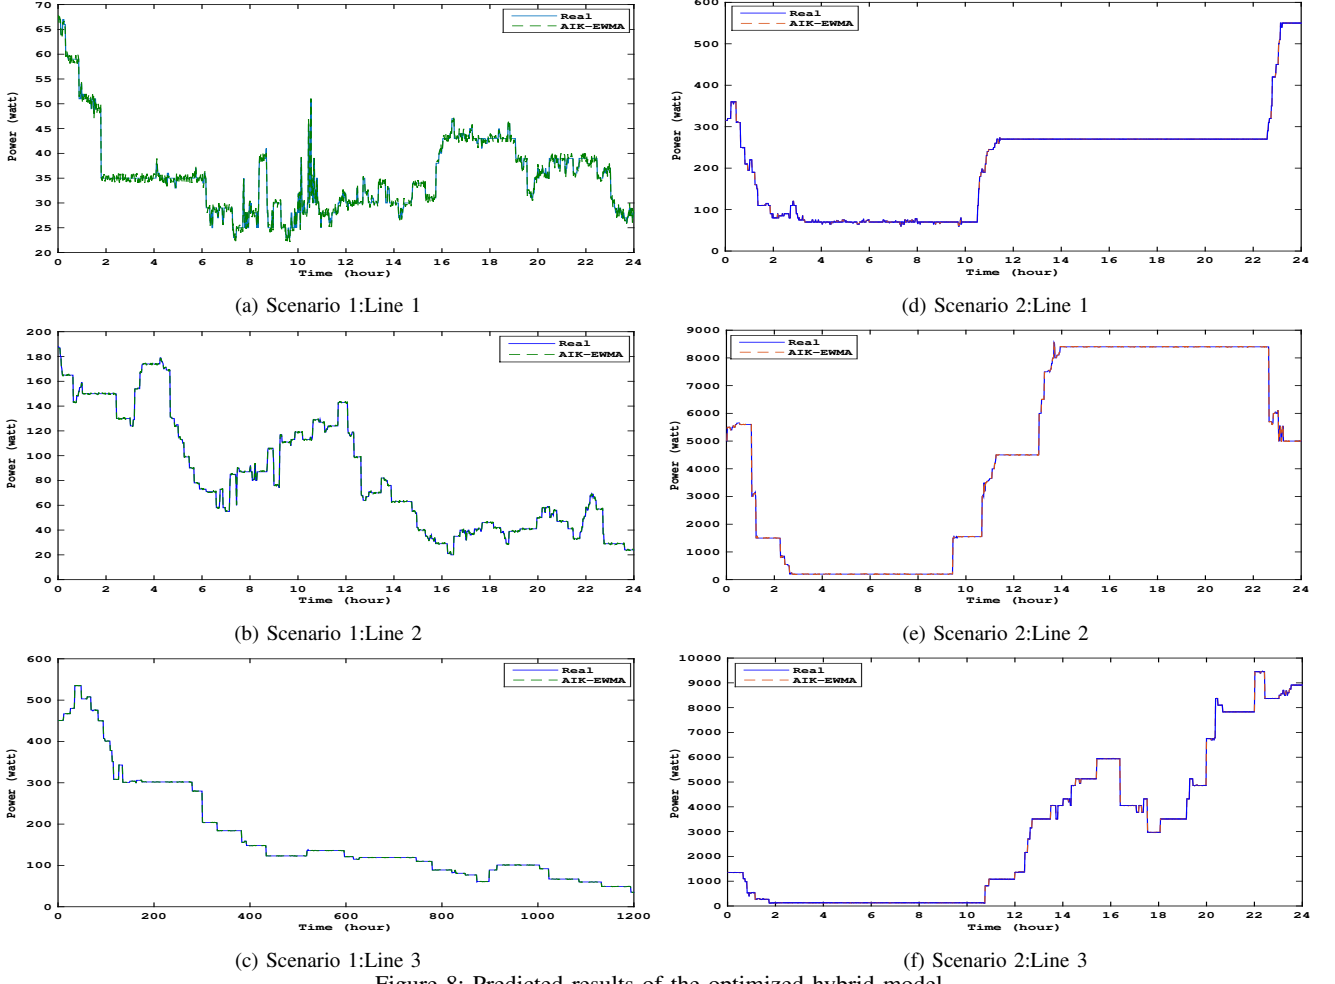 70
65
60
55
50
45
40
35
30
25
20
Power (watt)
Real
AIK-EWMA
0 2 4 6 8 10 12 14 16 18 20 22 24
Time (hour)
(a) Scenario 1:Line 1
600
500
400
300
200
100
0
Power (watt)
Real
AIK-EWMA
0 2 4 6 8 10 12 14 16 18 20 22 24
Time (hour)
(d) Scenario 2:Line 1
200
180
160
140
120
100
80
60
40
20
0
Power (watt)
Real
AIK-EWMA
0 2 4 6 8 10 12 14 16 18 20 22 24
Time (hour)
(b) Scenario 1:Line 2
9000
8000
7000
6000
5000
4000
3000
2000
1000
0
Power (watt)
Real
AIK-EWMA
0 2 4 6 8 10 12 14 16 18 20 22 24
Time (hour)
(e) Scenario 2:Line 2
600
500
400
300
200
100
0
Power (watt)
Real
AIK-EWMA
0 200 400 600 800 1000 1200
Time (hour)
(c) Scenario 1:Line 3
10000
9000
8000
7000
6000
5000
4000
3000
2000
1000
0
Power (watt)
Real
AIK-EWMA
0 2 4 6 8 10 12 14 16 18 20 22 24
Time (hour)
(f) Scenario 2:Line 3
Figure 8: Predicted results of the optimized hybrid model